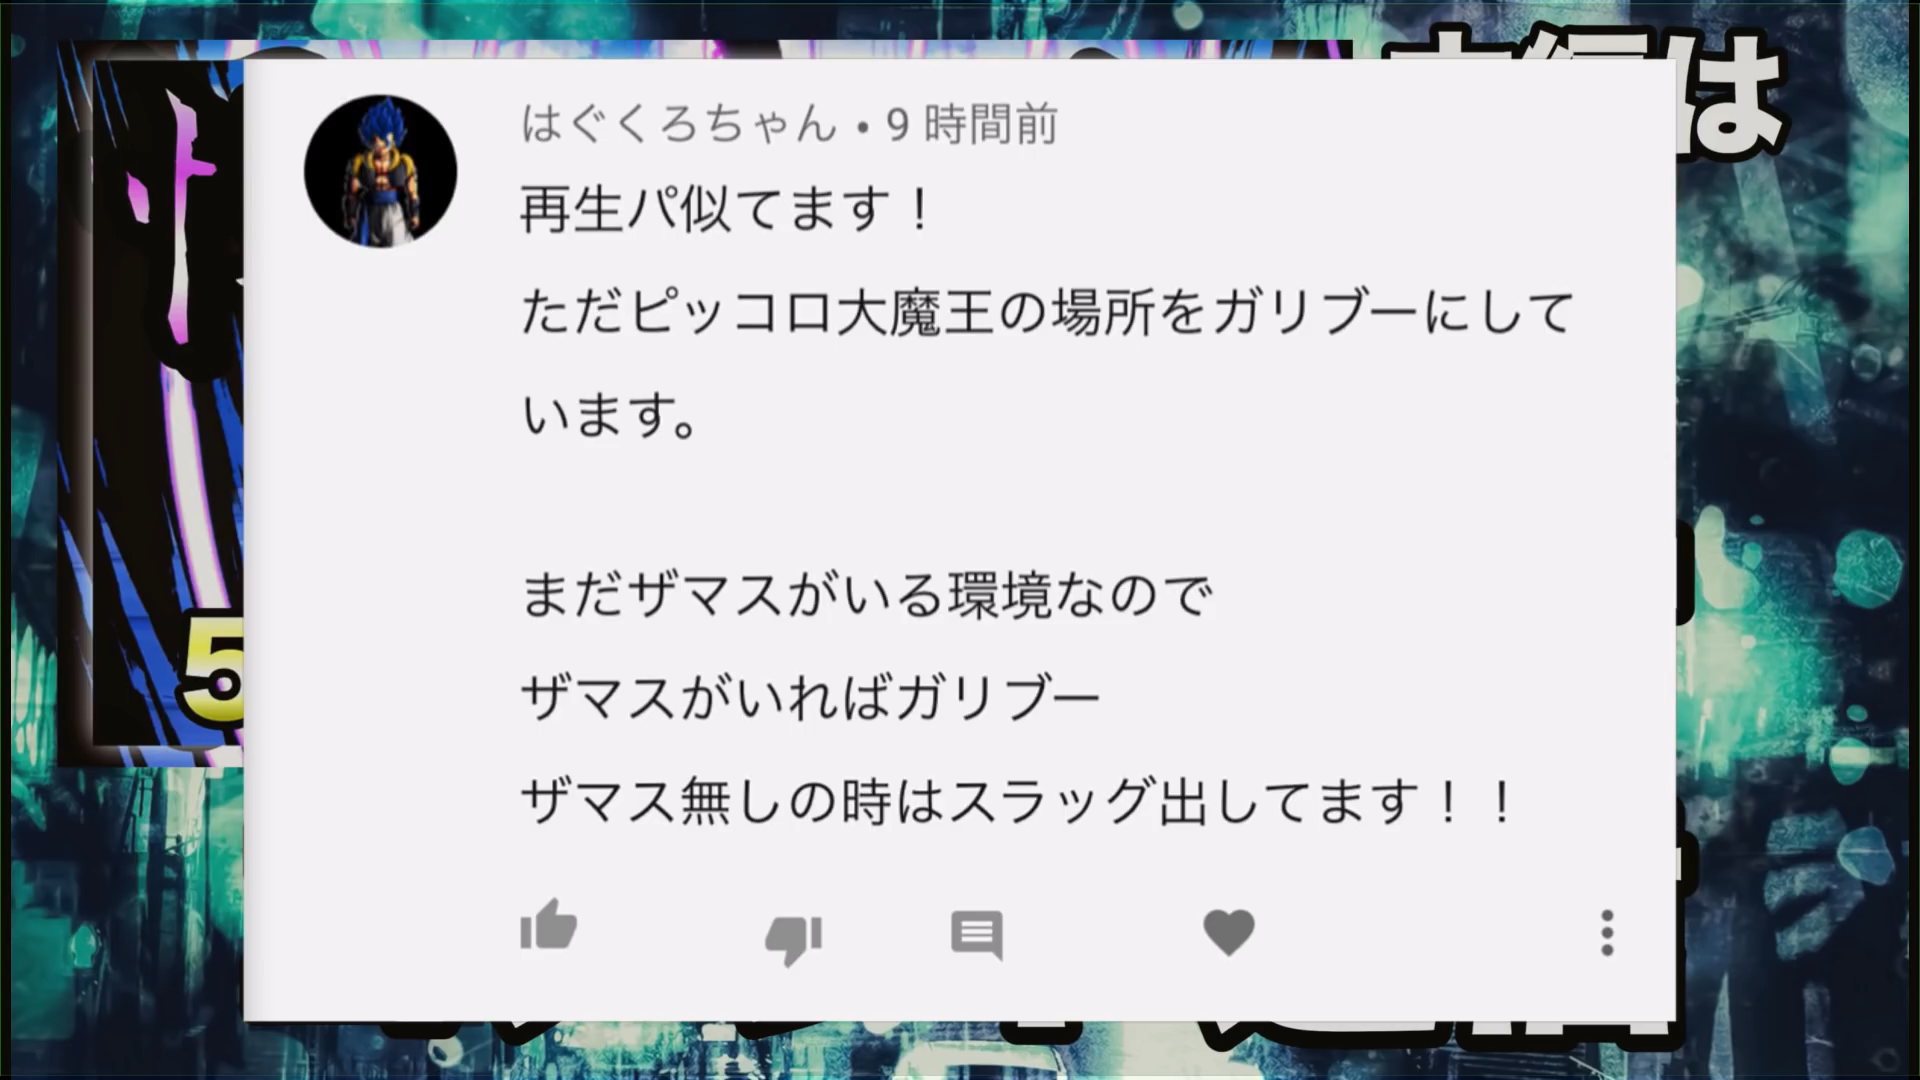 はぐくろちゃん • 9 時間前
再生パ似てます！
ただピッコロ大魔王の場所をガリブーにして
います。
まだザマスがいる環境なので
ザマスがいればガリブー
ザマス無しの時はスラッグ出してます！！
は
5